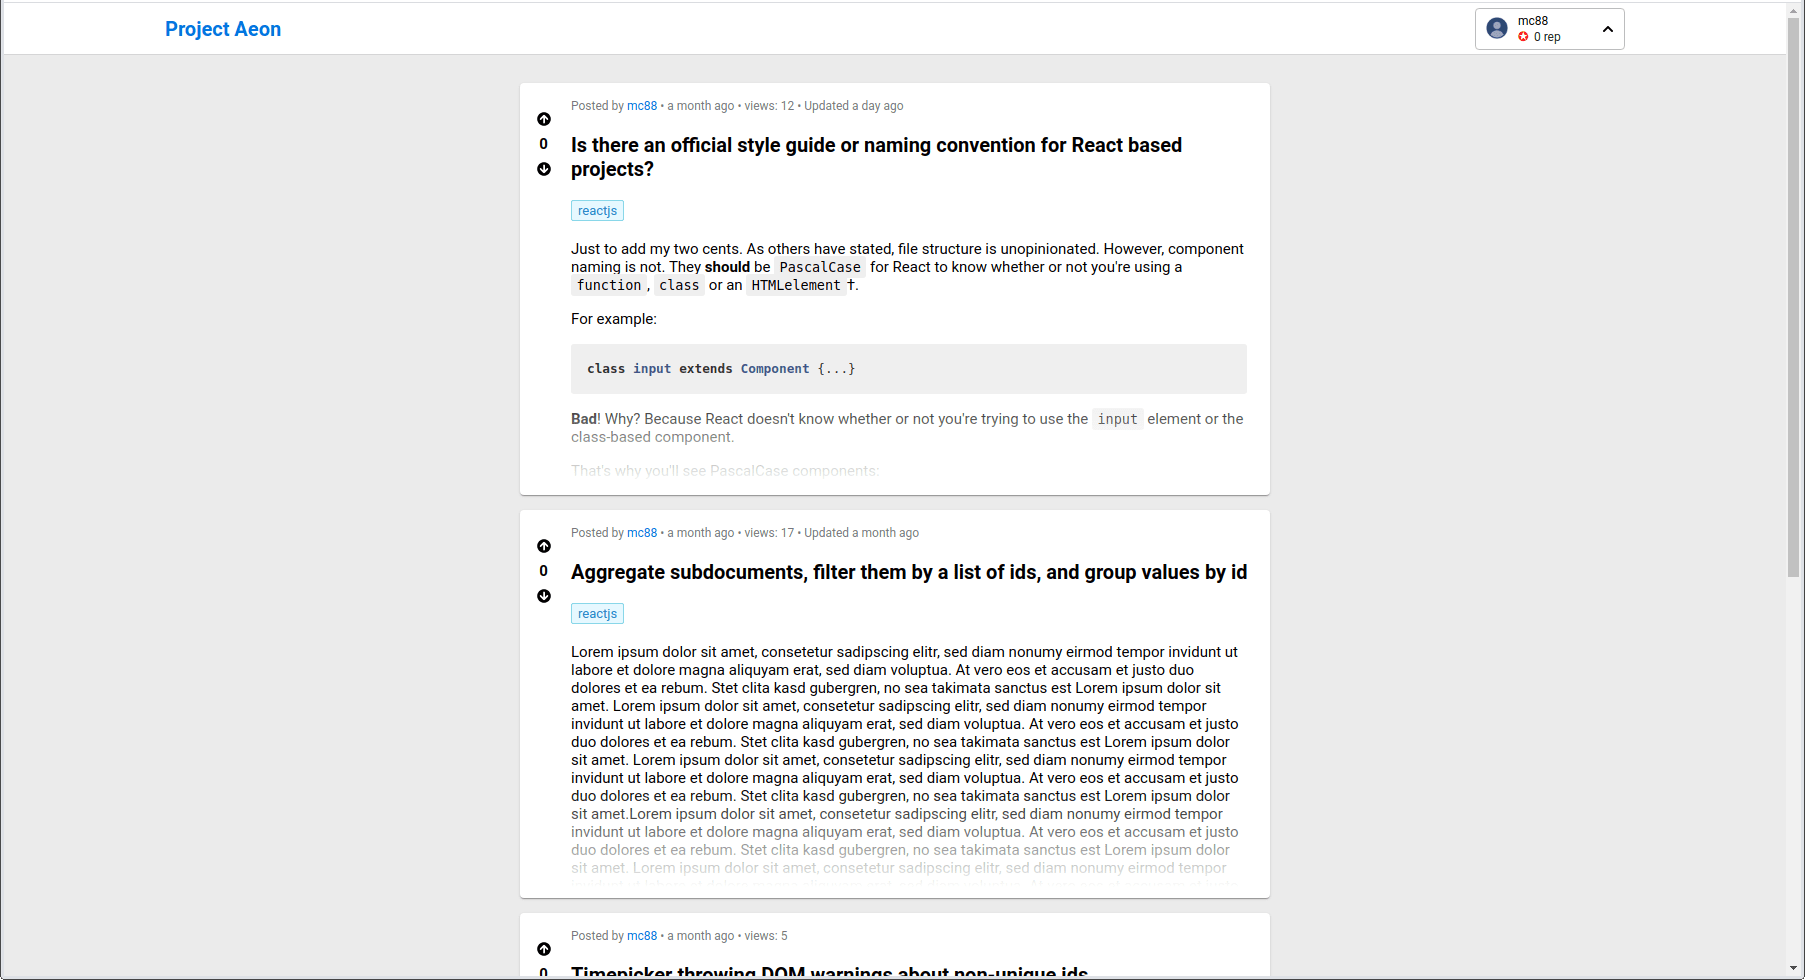 Project Aeon
mc88
0 rep
Posted by mc88 • a month ago • views: 12 • Updated a day ago
0
Is there an official style guide or naming convention for React based
projects?
reactjs
Just to add my two cents. As others have stated, file structure is unopinionated. However, component
naming is not. They should be PascalCase for React to know whether or not you're using a
function, class or an HTMLelement †.
For example:
class input extends Component {...}
Bad! Why? Because React doesn't know whether or not you're trying to use the input element or the
class-based component.
That's why you'll see PascalCase components:
Posted by mc88 • a month ago • views: 17 • Updated a month ago
0
Aggregate subdocuments, filter them by a list of ids, and group values by id
reactjs
Lorem ipsum dolor sit amet, consetetur sadipscing elitr, sed diam nonumy eirmod tempor invidunt ut
labore et dolore magna aliquyam erat, sed diam voluptua. At vero eos et accusam et justo duo
dolores et ea rebum. Stet clita kasd gubergren, no sea takimata sanctus est Lorem ipsum dolor sit
amet. Lorem ipsum dolor sit amet, consetetur sadipscing elitr, sed diam nonumy eirmod tempor
invidunt ut labore et dolore magna aliquyam erat, sed diam voluptua. At vero eos et accusam et justo
duo dolores et ea rebum. Stet clita kasd gubergren, no sea takimata sanctus est Lorem ipsum dolor
sit amet. Lorem ipsum dolor sit amet, consetetur sadipscing elitr, sed diam nonumy eirmod tempor
invidunt ut labore et dolore magna aliquyam erat, sed diam voluptua. At vero eos et accusam et justo
duo dolores et ea rebum. Stet clita kasd gubergren, no sea takimata sanctus est Lorem ipsum dolor
sit amet.Lorem ipsum dolor sit amet, consetetur sadipscing elitr, sed diam nonumy eirmod tempor
invidunt ut labore et dolore magna aliquyam erat, sed diam voluptua. At vero eos et accusam et justo
duo dolores et ea rebum. Stet clita kasd gubergren, no sea takimata sanctus est Lorem ipsum dolor
sit amet. Lorem ipsum dolor sit amet, consetetur sadipscing elitr, sed diam nonumy eirmod tempor
Posted by mc88 • a month ago • views: 5
0
Timepicker throwing DOM warnings about non-unique ids